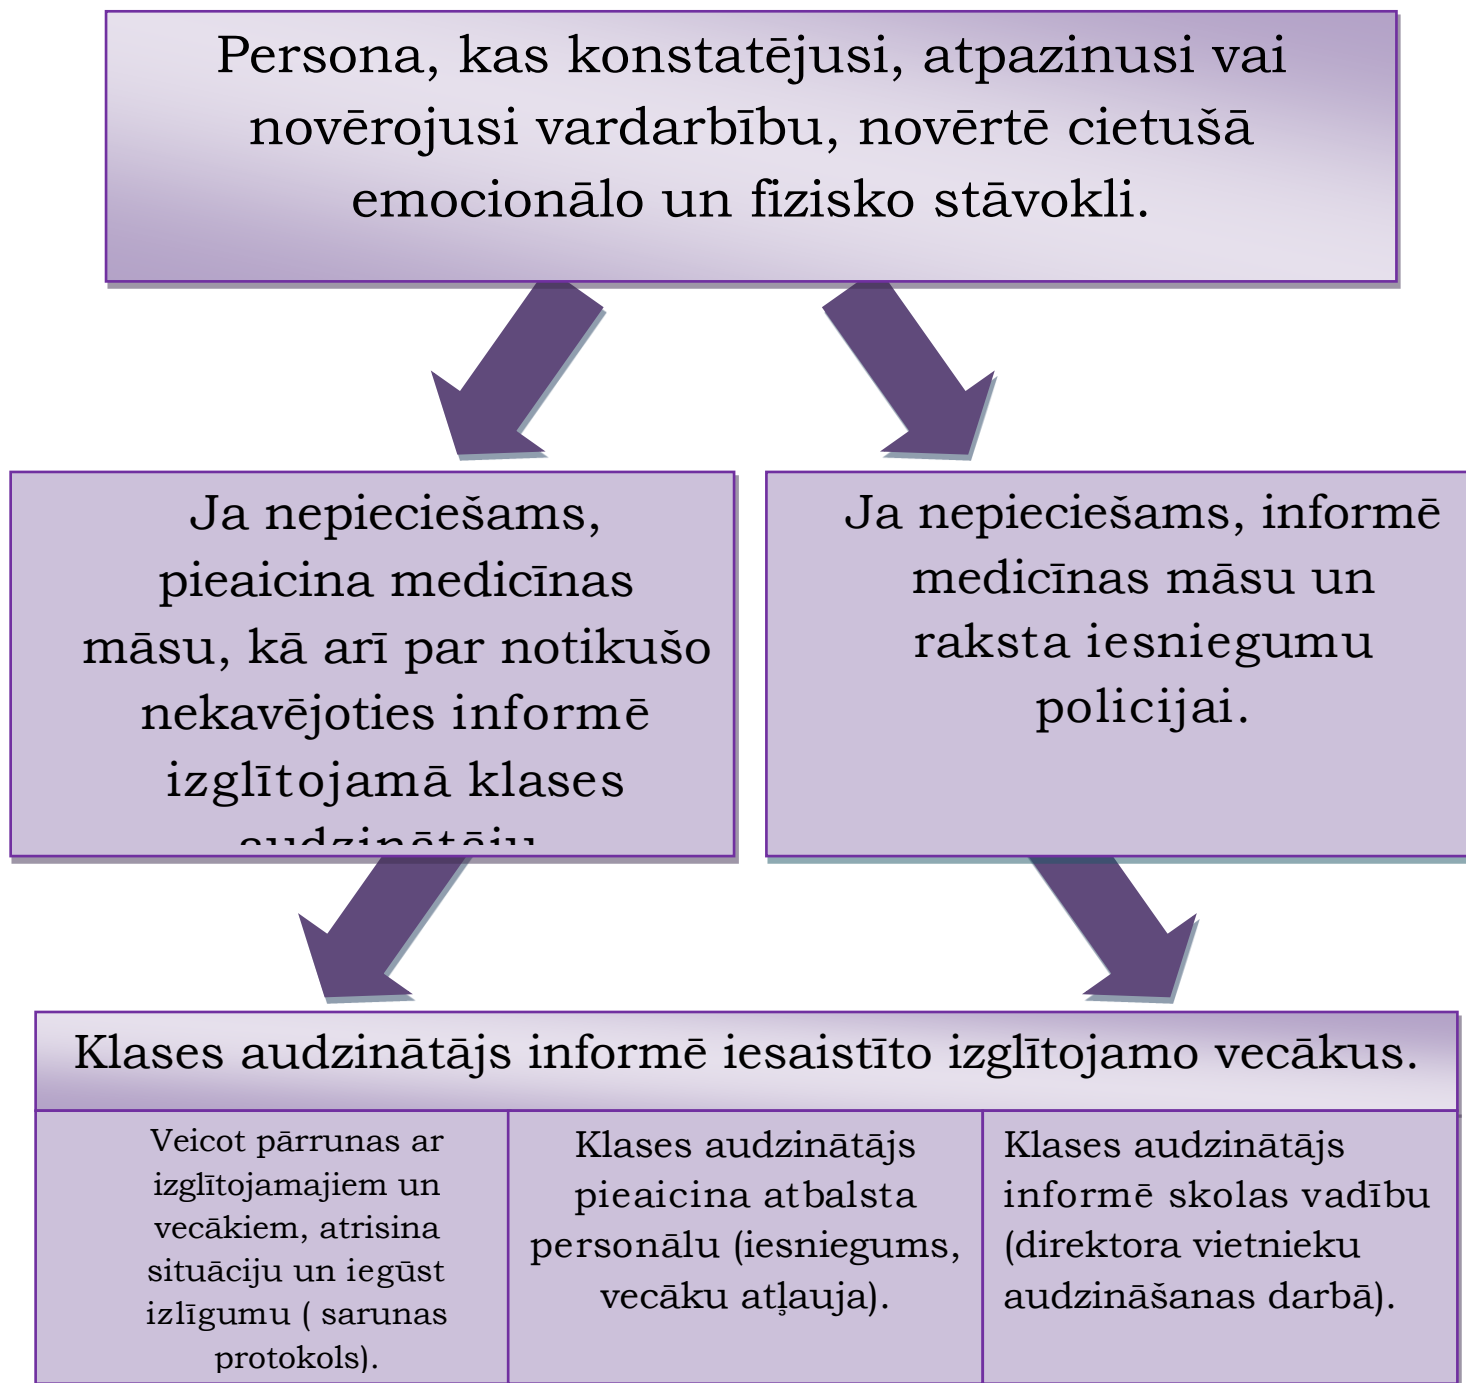 Persona, kas konstatējusi, atpazinusi vai
novērojusi vardarbību, novērtē cietušā
emocionālo un fizisko stāvokli.
Ja nepieciešams,
pieaicina medicīnas
māsu, kā arī par notikušo
nekavējoties informē
izglītojamā klases
audzinātāju
Ja nepieciešams, informē
medicīnas māsu un
raksta iesniegumu
policijai.
Klases audzinātājs informē iesaistīto izglītojamo vecākus.
Veicot pārrunas ar
izglītojamajiem un
vecākiem, atrisina
situāciju un iegūst
izlīgumu ( sarunas
protokols).
Klases audzinātājs
pieaicina atbalsta
personālu (iesniegums,
vecāku atļauja).
Klases audzinātājs
informē skolas vadību
(direktora vietnieku
audzināšanas darbā).